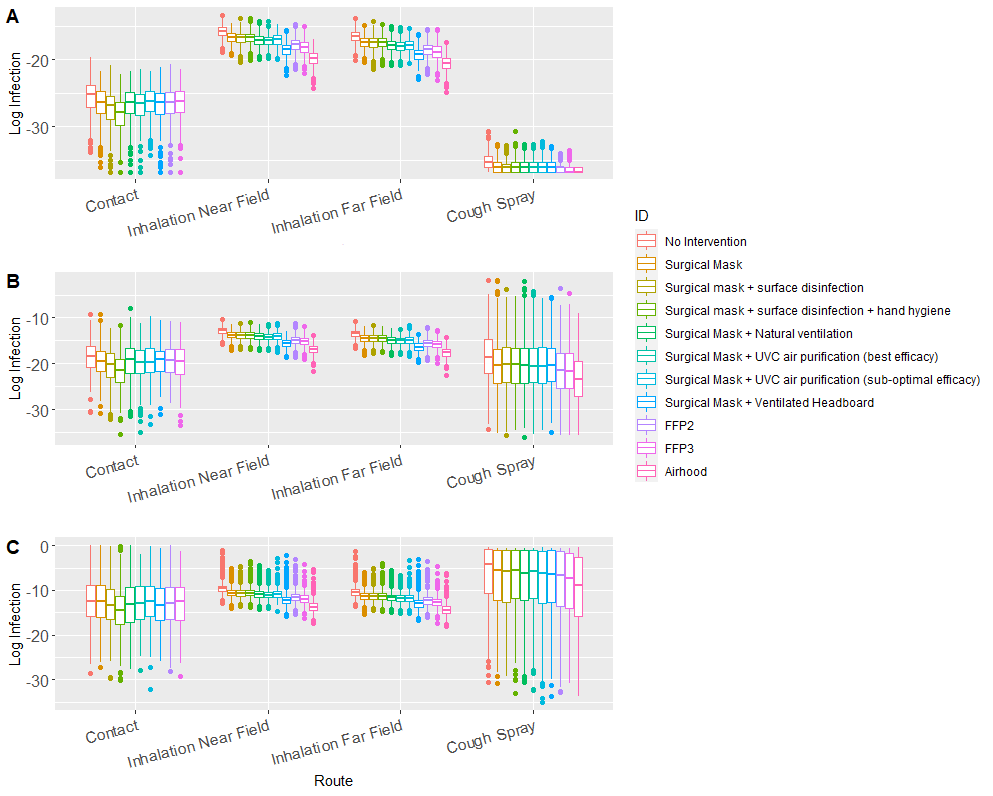 A
-20
-30
Log Infection
Contact
Inhalation Near Field
Inhalation Far Field
Cough Spray
B
-10
-20
-30
Log Infection
Contact
Inhalation Near Field
Inhalation Far Field
Cough Spray
C
0
-10
-20
-30
Log Infection
Contact
Inhalation Near Field
Inhalation Far Field
Cough Spray
Route
ID
No Intervention
Surgical Mask
Surgical mask + surface disinfection
Surgical mask + surface disinfection + hand hygiene
Surgical Mask + Natural ventilation
Surgical Mask + UVC air purification (best efficacy)
Surgical Mask + UVC air purification (sub-optimal efficacy)
Surgical Mask + Ventilated Headboard
FFP2
FFP3
Airhood